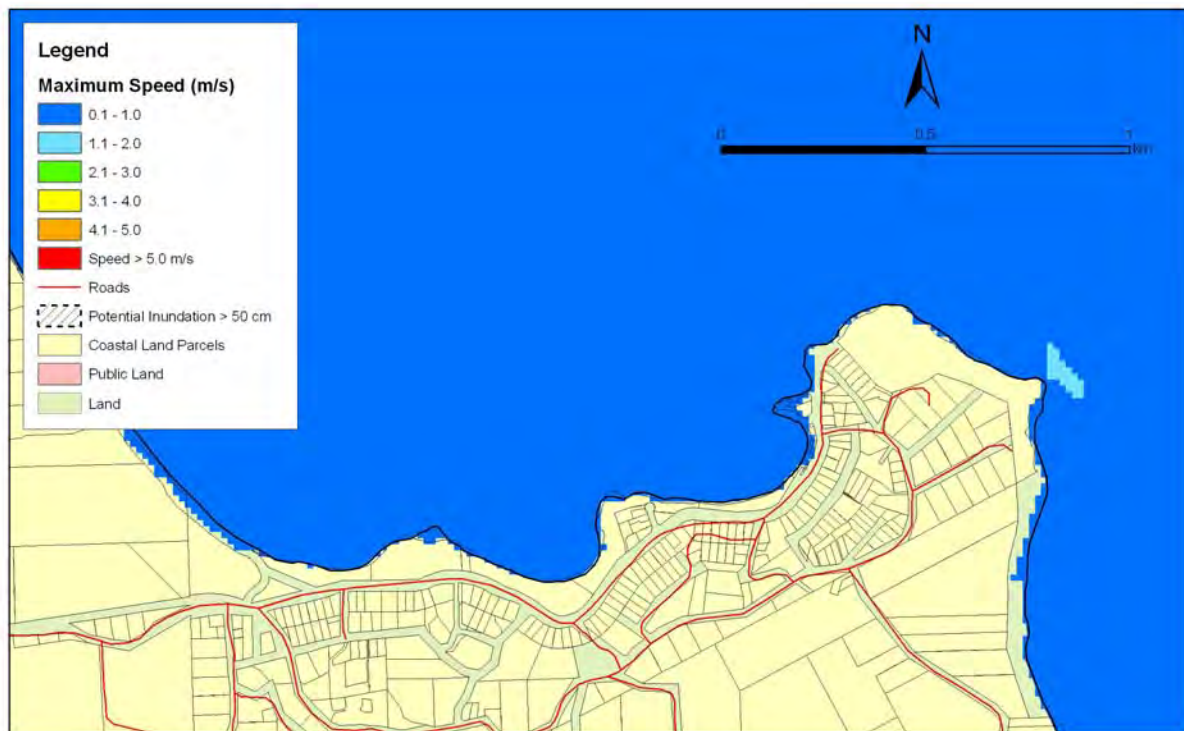 Legend
Maximum Speed (m/s)
0.1 - 1.0
1.1 - 2.0
2.1 - 3.0
3.1 - 4.0
4.1 - 5.0
Speed > 5.0 m/s
Roads
Potential Inundation > 50 cm
Coastal Land Parcels
Public Land
Land
N
0 0.5 1
Km